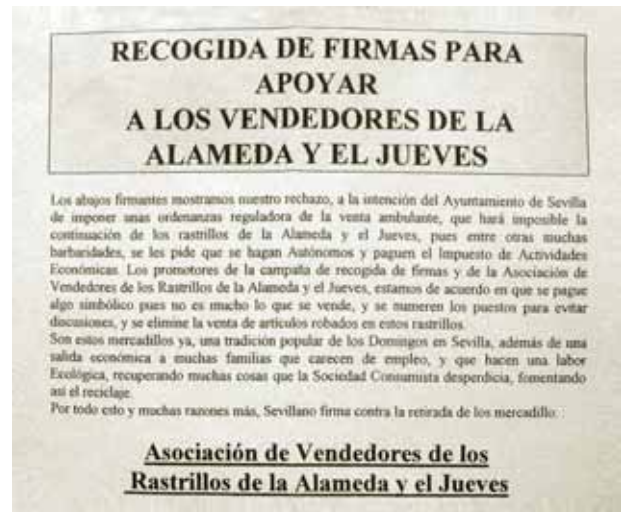 RECOGIDA DE FIRMAS PARA
APOYAR
A LOS VENDEDORES DE LA
ALAMEDA Y EL JUEVES
Los abajos firmantes mostramos nuestro rechazo, a la intención del Ayuntamiento de Sevilla
de imponer unas ordenanzas reguladora de la venta ambulante, que hará imposible la
continuación de los rastrillos de la Alameda y el Jueves, pues entre otras muchas
barbaridades, se les pide que se hagan Autónomos y paguen el Impuesto de Actividades
Económicas. Los promotores de la campaña de recogida de firmas y de la Asociación de
Vendedores de los Rastrillos de la Alameda y el Jueves, estamos de acuerdo en que se pague
algo simbólico pues no es mucho lo que se vende, y se numeren los puestos para evitar
discusiones, y se elimine la venta de artículos robados en estos rastrillos.
Son estos mercadillos ya, una tradición popular de los Domingos en Sevilla, además de una
salida económica a muchas familias que carecen de empleo, y que hacen una labor
Ecológica, recuperando muchas cosas que la Sociedad Consumista desperdicia, fomentando
así el reciclaje.
Por todo esto y muchas razones más, Sevillano firma contra la retirada de los mercadillo.
Asociación de Vendedores de los
Rastrillos de la Alameda y el Jueves